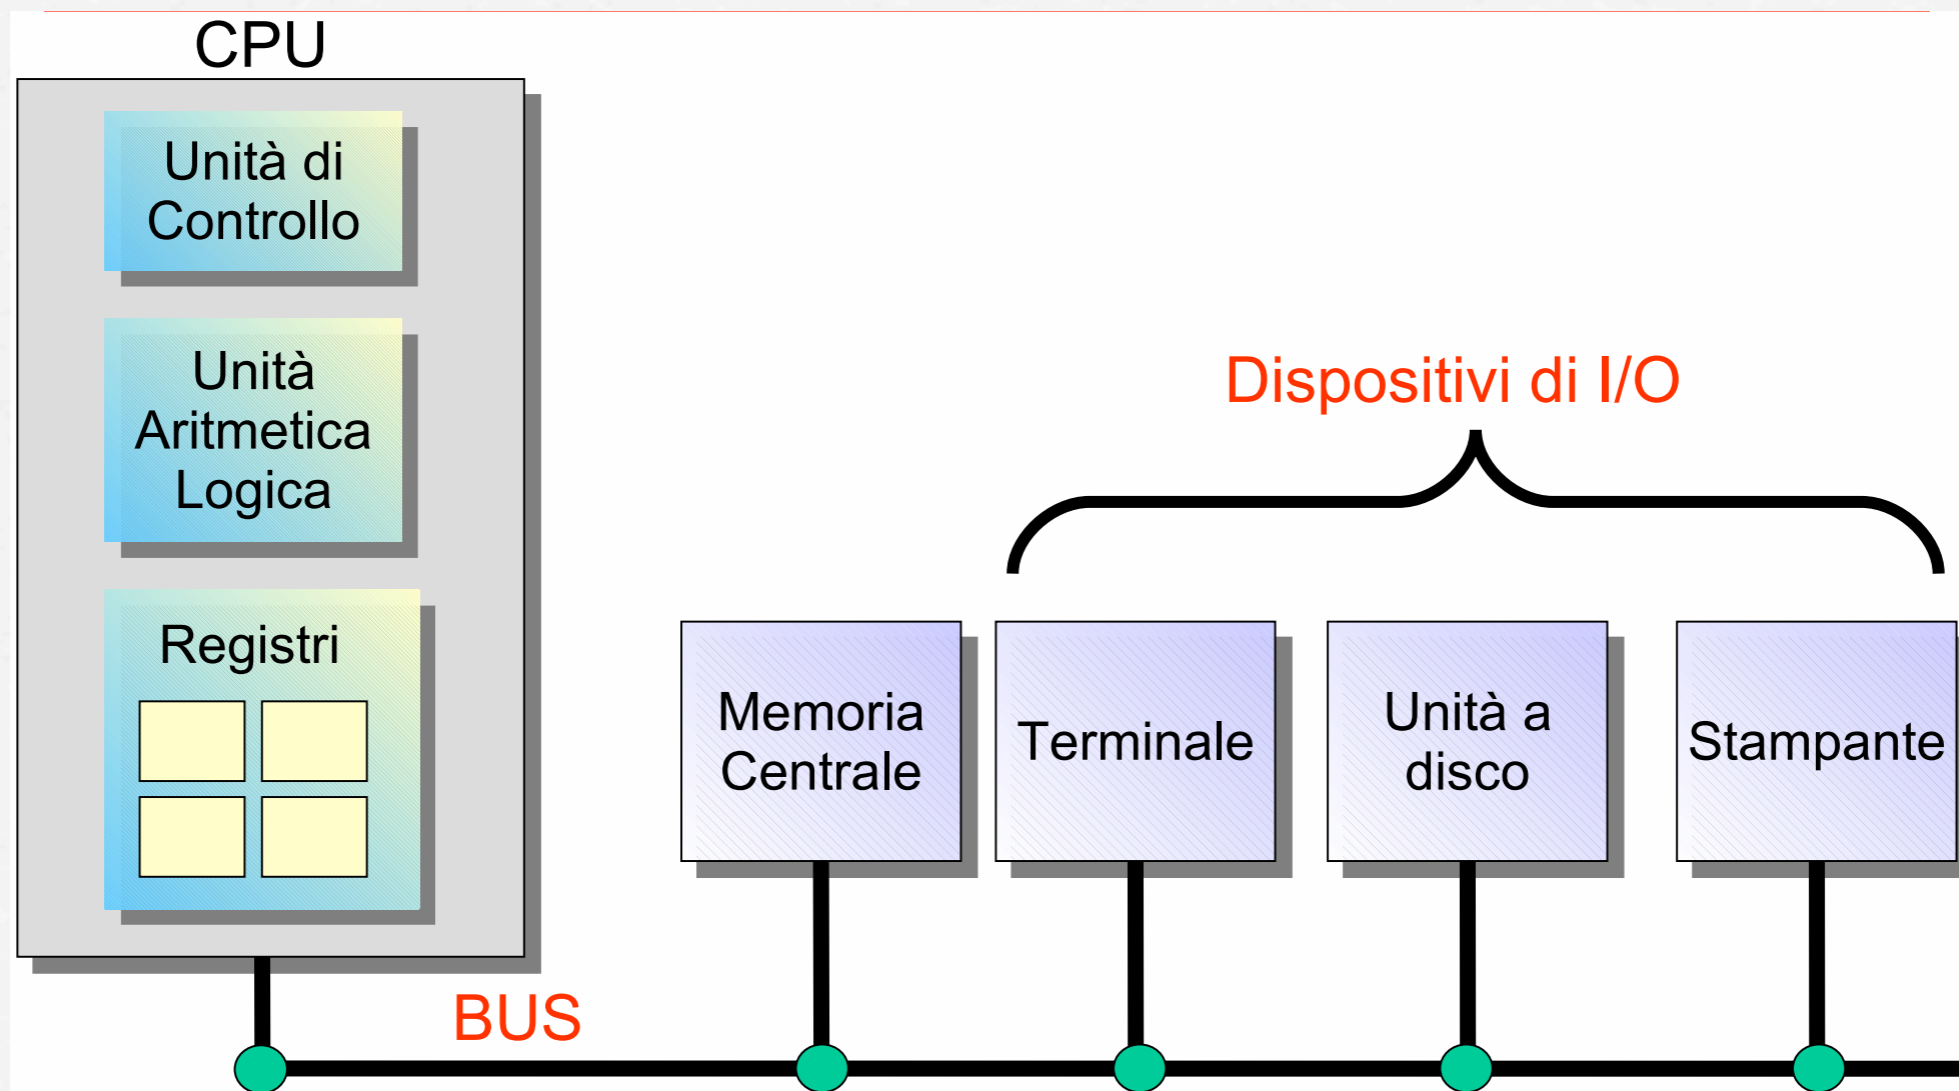 CPU
Unità di
Controllo
Unità
Aritmetica
Logica
Registri
Dispositivi di I/O
Memoria
Centrale
Terminale
Unità a
disco
Stampante
BUS